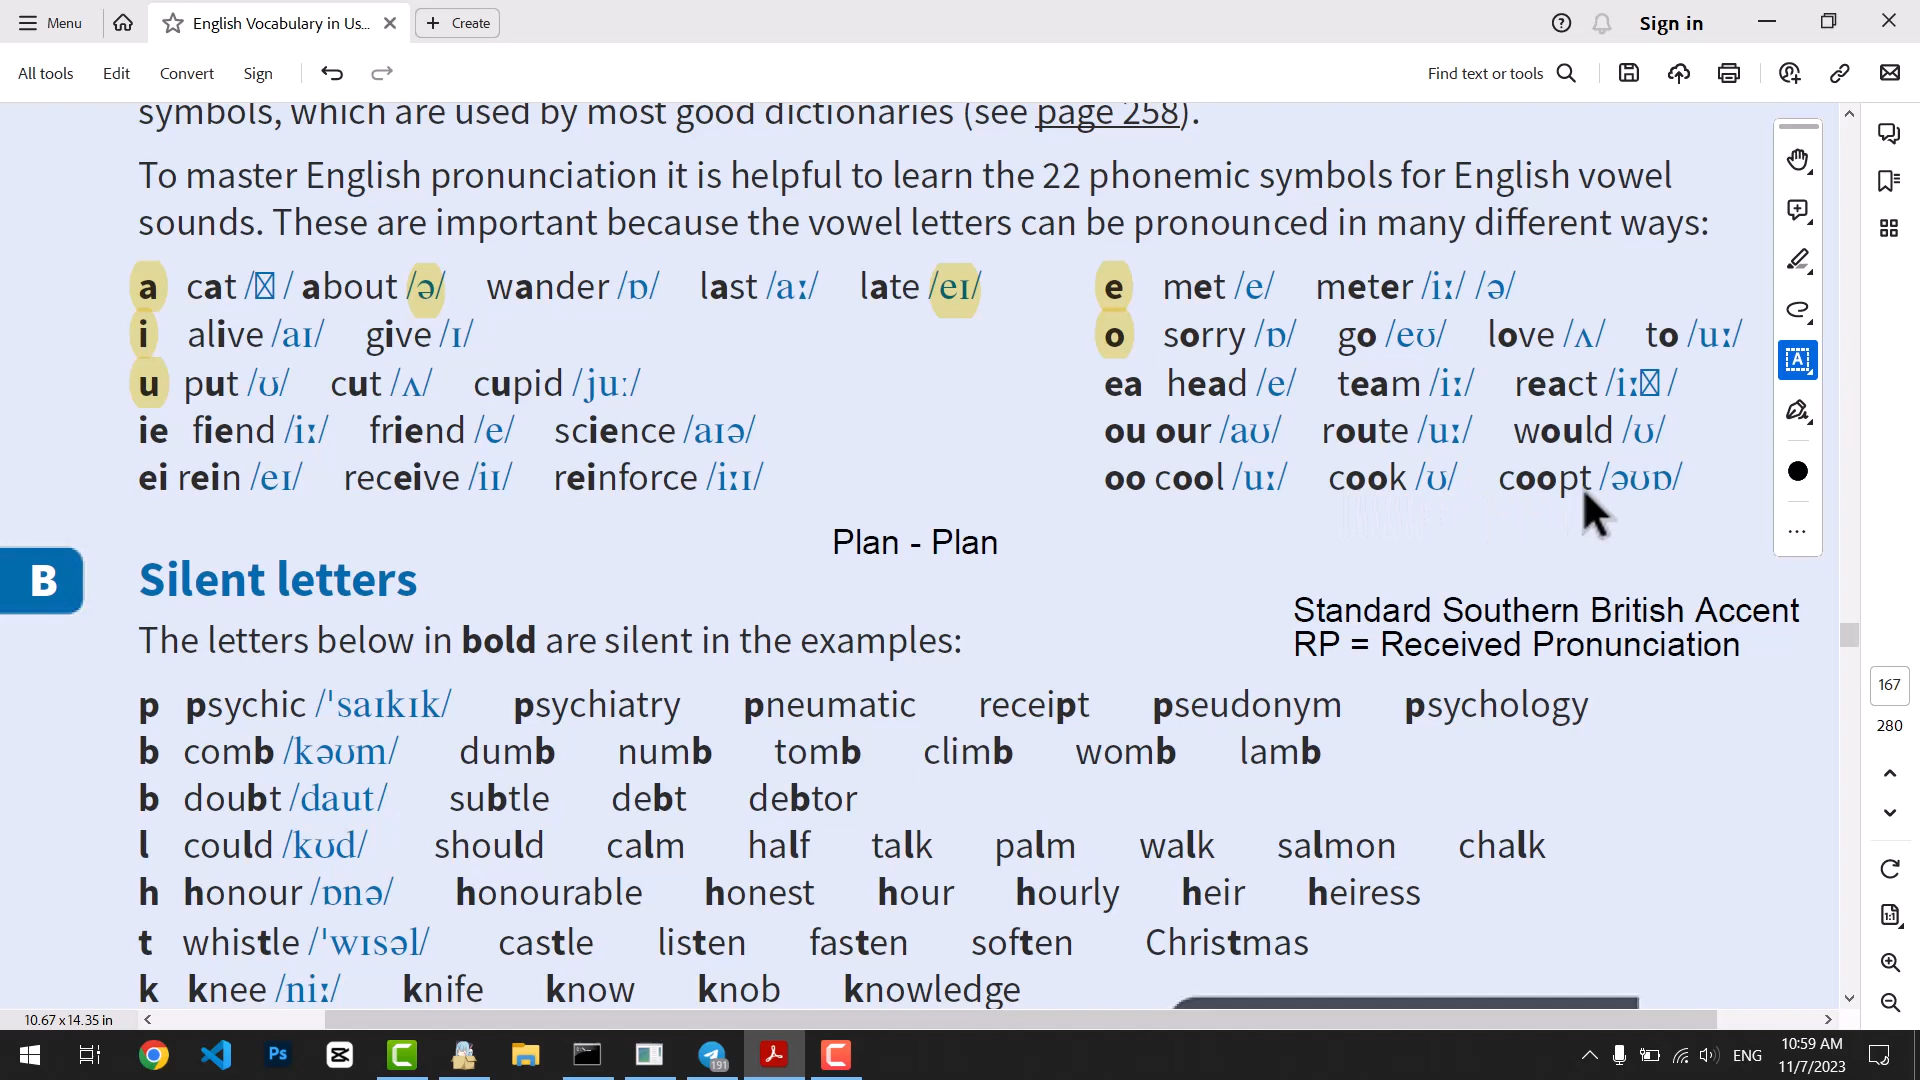 Menu
English Vocabulary in Us...
Create
Sign in
All tools Edit Convert Sign
Find text or tools
symbols, which are used by most good dictionaries (see page 258).
To master English pronunciation it is helpful to learn the 22 phonemic symbols for English vowel
sounds. These are important because the vowel letters can be pronounced in many different ways:
a cat /▯ / about /ə/ wander /ɒ/ last /aː/ late /eɪ/
i alive /aɪ/ give /ɪ/
u put /ʊ/ cut /ʌ/ cupid /juː/
ie fiend /iː/ friend /e/ science /aɪə/
ei rein /eɪ/ receive /iɪ/ reinforce /iːɪ/
e met /e/ meter /iː/ /ə/
o sorry /ɒ/ go /eʊ/ love /ʌ/ to /uː/
ea head /e/ team /iː/ react /iː▯ /
ou our /aʊ/ route /uː/ would /ʊ/
oo cool /uː/ cook /ʊ/ coopt /əʊɒ/
Plan - Plan
B Silent letters
Standard Southern British Accent
RP = Received Pronunciation
The letters below in bold are silent in the examples:
p psychic /ˈsaɪkɪk/ psychiatry pneumatic receipt pseudonym psychology
b comb /kəʊm/ dumb numb tomb climb womb lamb
b doubt /daut/ subtle debt debtor
l could /kʊd/ should calm half talk palm walk salmon chalk
h honour /ɒnə/ honourable honest hour hourly heir heiress
t whistle /ˈwɪsəl/ castle listen fasten soften Christmas
k knee /niː/ knife know knob knowledge
167
280
10.67 x 14.35 in
Ps
191
ENG
10:59 AM
11/7/2023